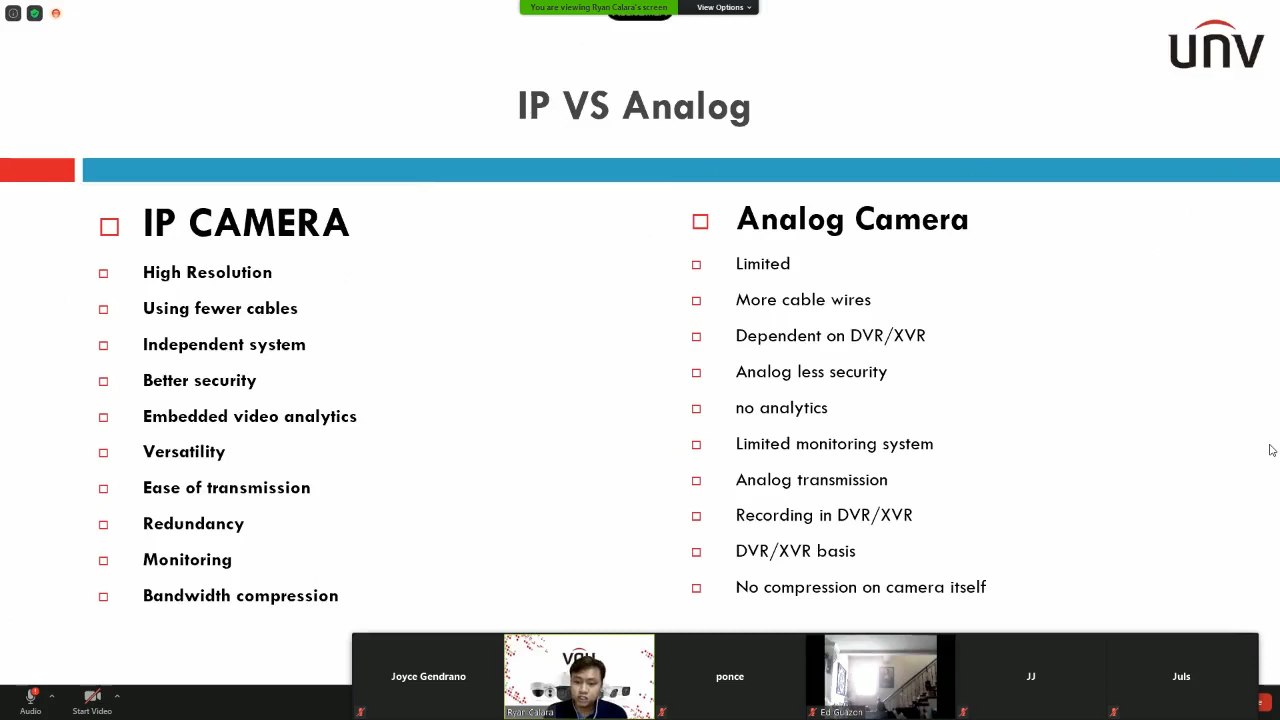 You are viewing Ryan Calara's screen
View Options
unv
IP VS Analog
IP CAMERA
High Resolution
Using fewer cables
Independent system
Better security
Embedded video analytics
Versatility
Ease of transmission
Redundancy
Monitoring
Bandwidth compression
Analog Camera
Limited
More cable wires
Dependent on DVR/XVR
Analog less security
no analytics
Limited monitoring system
Analog transmission
Recording in DVR/XVR
DVR/XVR basis
No compression on camera itself
Joyce Gendrano
Ryan Calara
ponce
Ed Guazon
JJ
Juls
Audio
Start Video